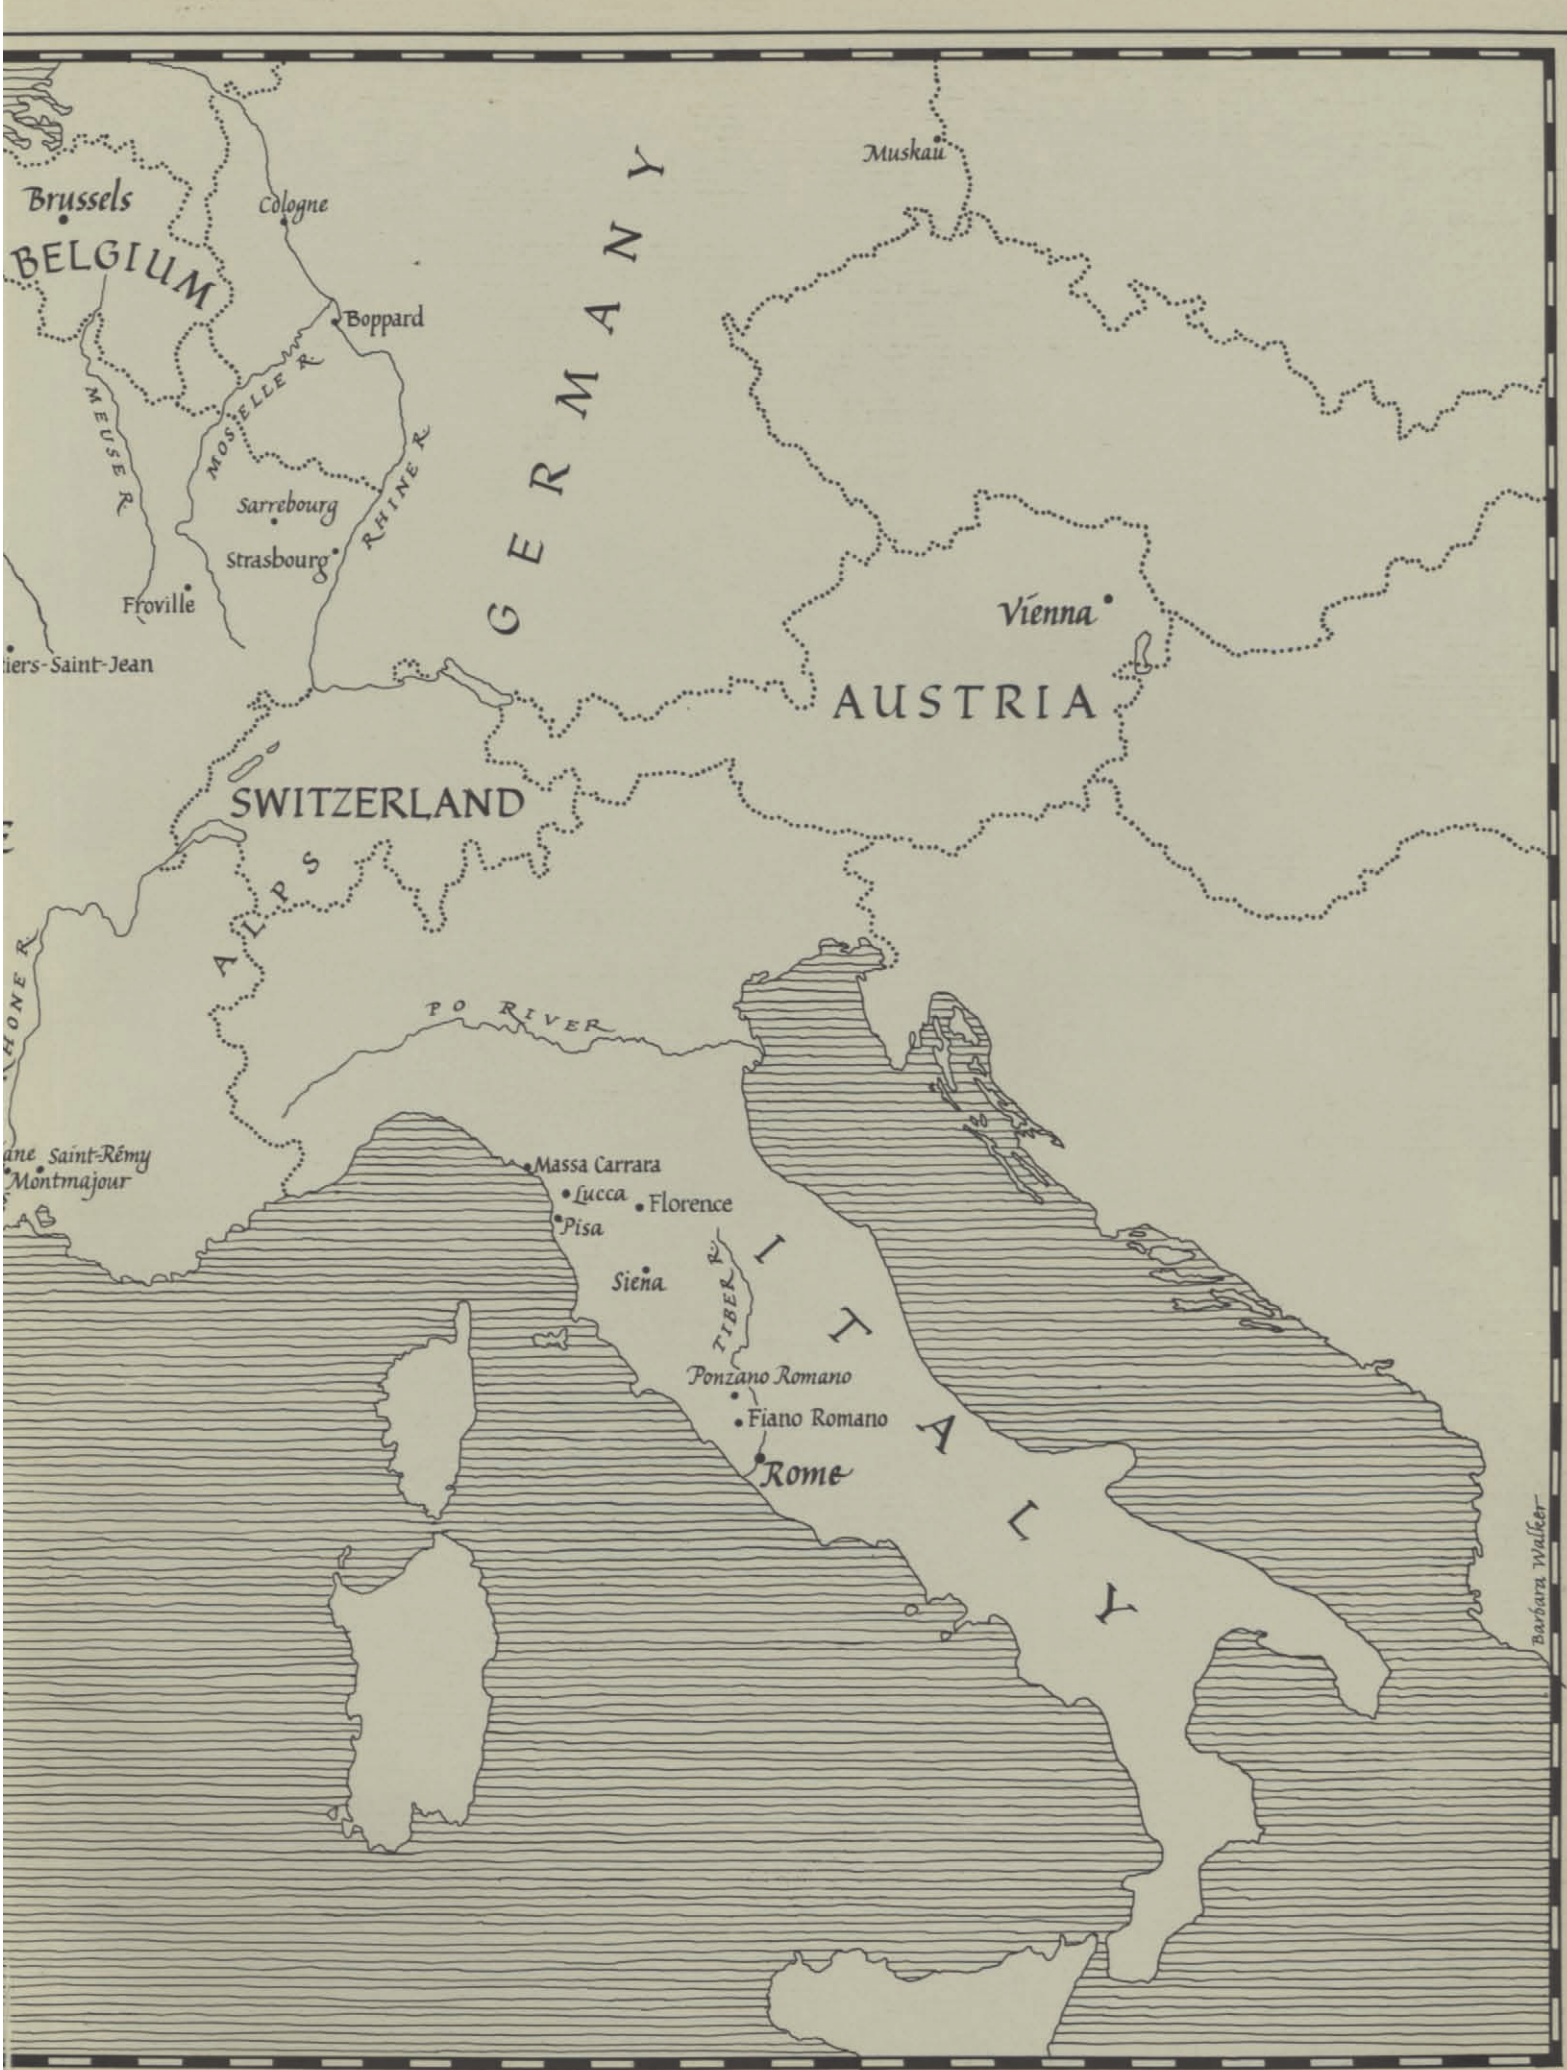 Muskau
Brussels
Cologne
BELGIUM
GERMANY
Boppard
MOSELLE R.
MEUSE R.
RHINE R.
Sarrebourg
Strasbourg
Froville
Vienna
tiers-Saint-Jean
AUSTRIA
SWITZERLAND
ALPS
HONE R.
PO RIVER
ane Saint-Rémy
Montmajour
Massa Carrara
Lucca
Florence
Pisa
Siena
TIBER R.
ITALY
Ponzano Romano
Fiano Romano
Rome
Barbara Walker